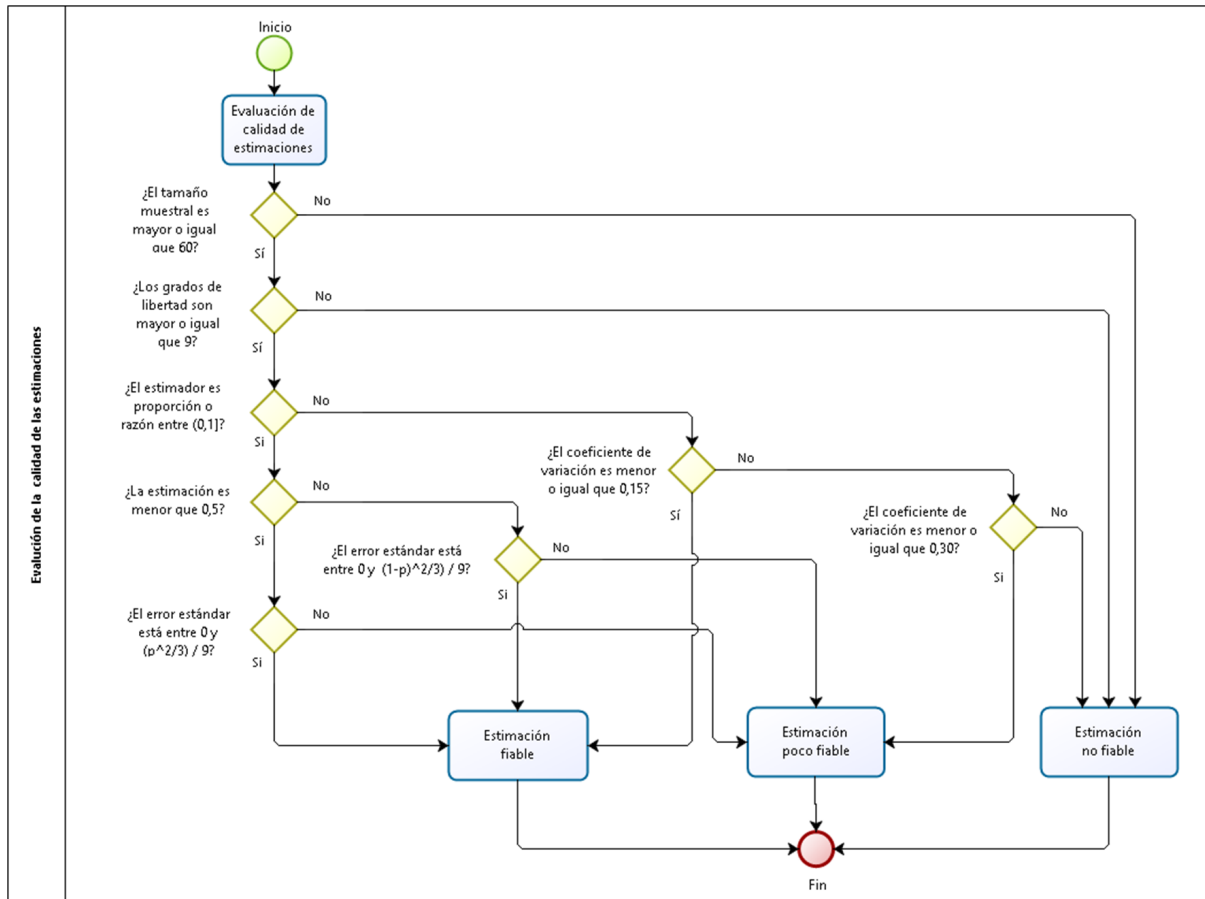 Evalución de la calidad de las estimaciones
Inicio
Evaluación de
calidad de
estimaciones
¿El tamaño
muestral es
mayor o igual
que 60?
No
Sí
¿Los grados de
libertad son
mayor o igual
que 9?
No
Sí
¿El estimador es
proporción o
razón entre (0,1]?
No
Si
¿El coeficiente de
variación es menor
o igual que 0,15?
No
Sí
¿La estimación es
menor que 0,5?
No
Si
¿El coeficiente de
variación es menor o
igual que 0,30?
No
Si
¿El error estándar está
entre 0 y (1-p)^2/3) / 9?
No
Si
¿El error estándar
está entre 0 y
(p^2/3) / 9?
No
Si
Estimación
fiable
Estimación
poco fiable
Estimación
no fiable
Fin